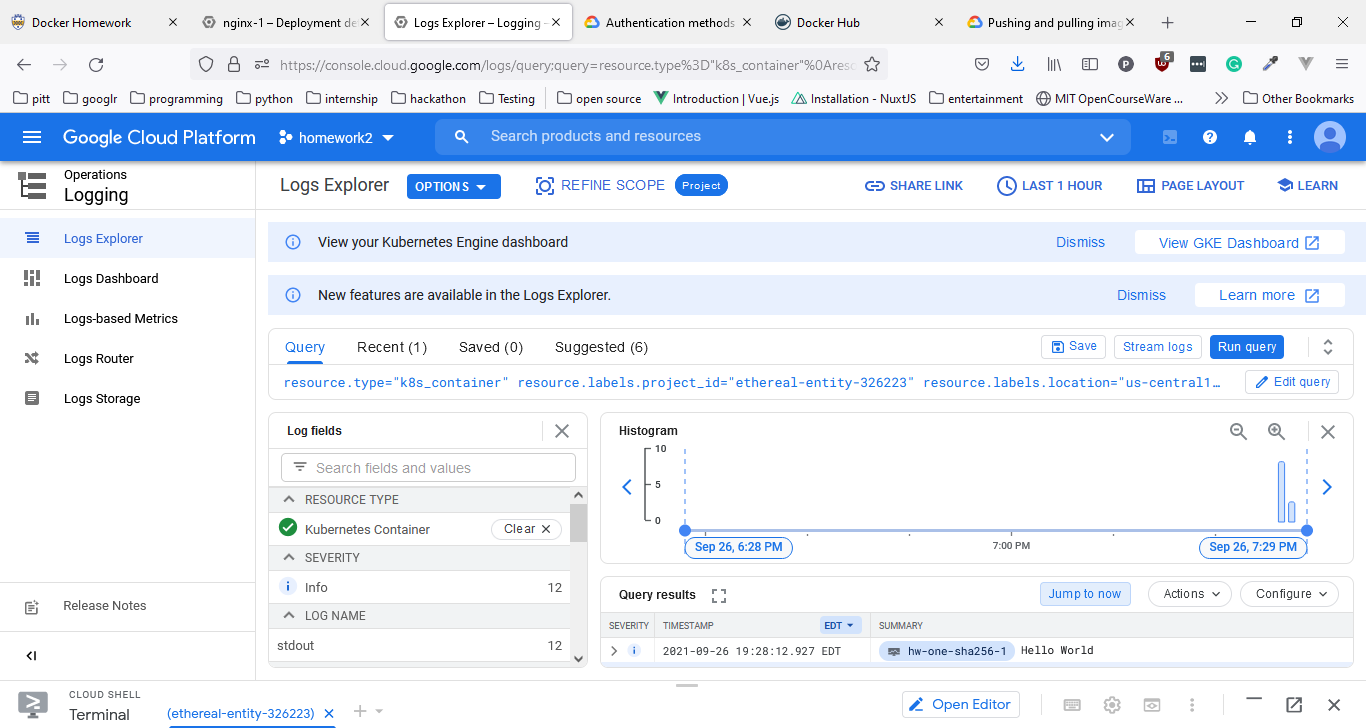 Docker Homework
nginx-1 – Deployment de
Logs Explorer – Logging –
Authentication methods
Docker Hub
Pushing and pulling imag
https://console.cloud.google.com/logs/query;query=resource.type%3D"k8s_container"%0Areso
6
pitt
googlr
programming
python
internship
hackathon
Testing
open source
Introduction | Vue.js
Installation - NuxtJS
entertainment
MIT OpenCourseWare ...
Other Bookmarks
Google Cloud Platform
homework2
Search products and resources
Operations
Logging
Logs Explorer
OPTIONS
REFINE SCOPE
Project
SHARE LINK
LAST 1 HOUR
PAGE LAYOUT
LEARN
Logs Explorer
Logs Dashboard
Logs-based Metrics
Logs Router
Logs Storage
Release Notes
View your Kubernetes Engine dashboard
Dismiss
View GKE Dashboard
New features are available in the Logs Explorer.
Dismiss
Learn more
Query
Recent (1)
Saved (0)
Suggested (6)
Save
Stream logs
Run query
resource.type="k8s_container" resource.labels.project_id="ethereal-entity-326223" resource.labels.location="us-central1…
Edit query
Log fields
Search fields and values
RESOURCE TYPE
Kubernetes Container
Clear
SEVERITY
Info
12
LOG NAME
stdout
12
Histogram
10
5
0
Sep 26, 6:28 PM
7:00 PM
Sep 26, 7:29 PM
Query results
Jump to now
Actions
Configure
SEVERITY
TIMESTAMP
EDT
SUMMARY
2021-09-26 19:28:12.927 EDT
hw-one-sha256-1
Hello World
CLOUD SHELL
Terminal
(ethereal-entity-326223)
Open Editor